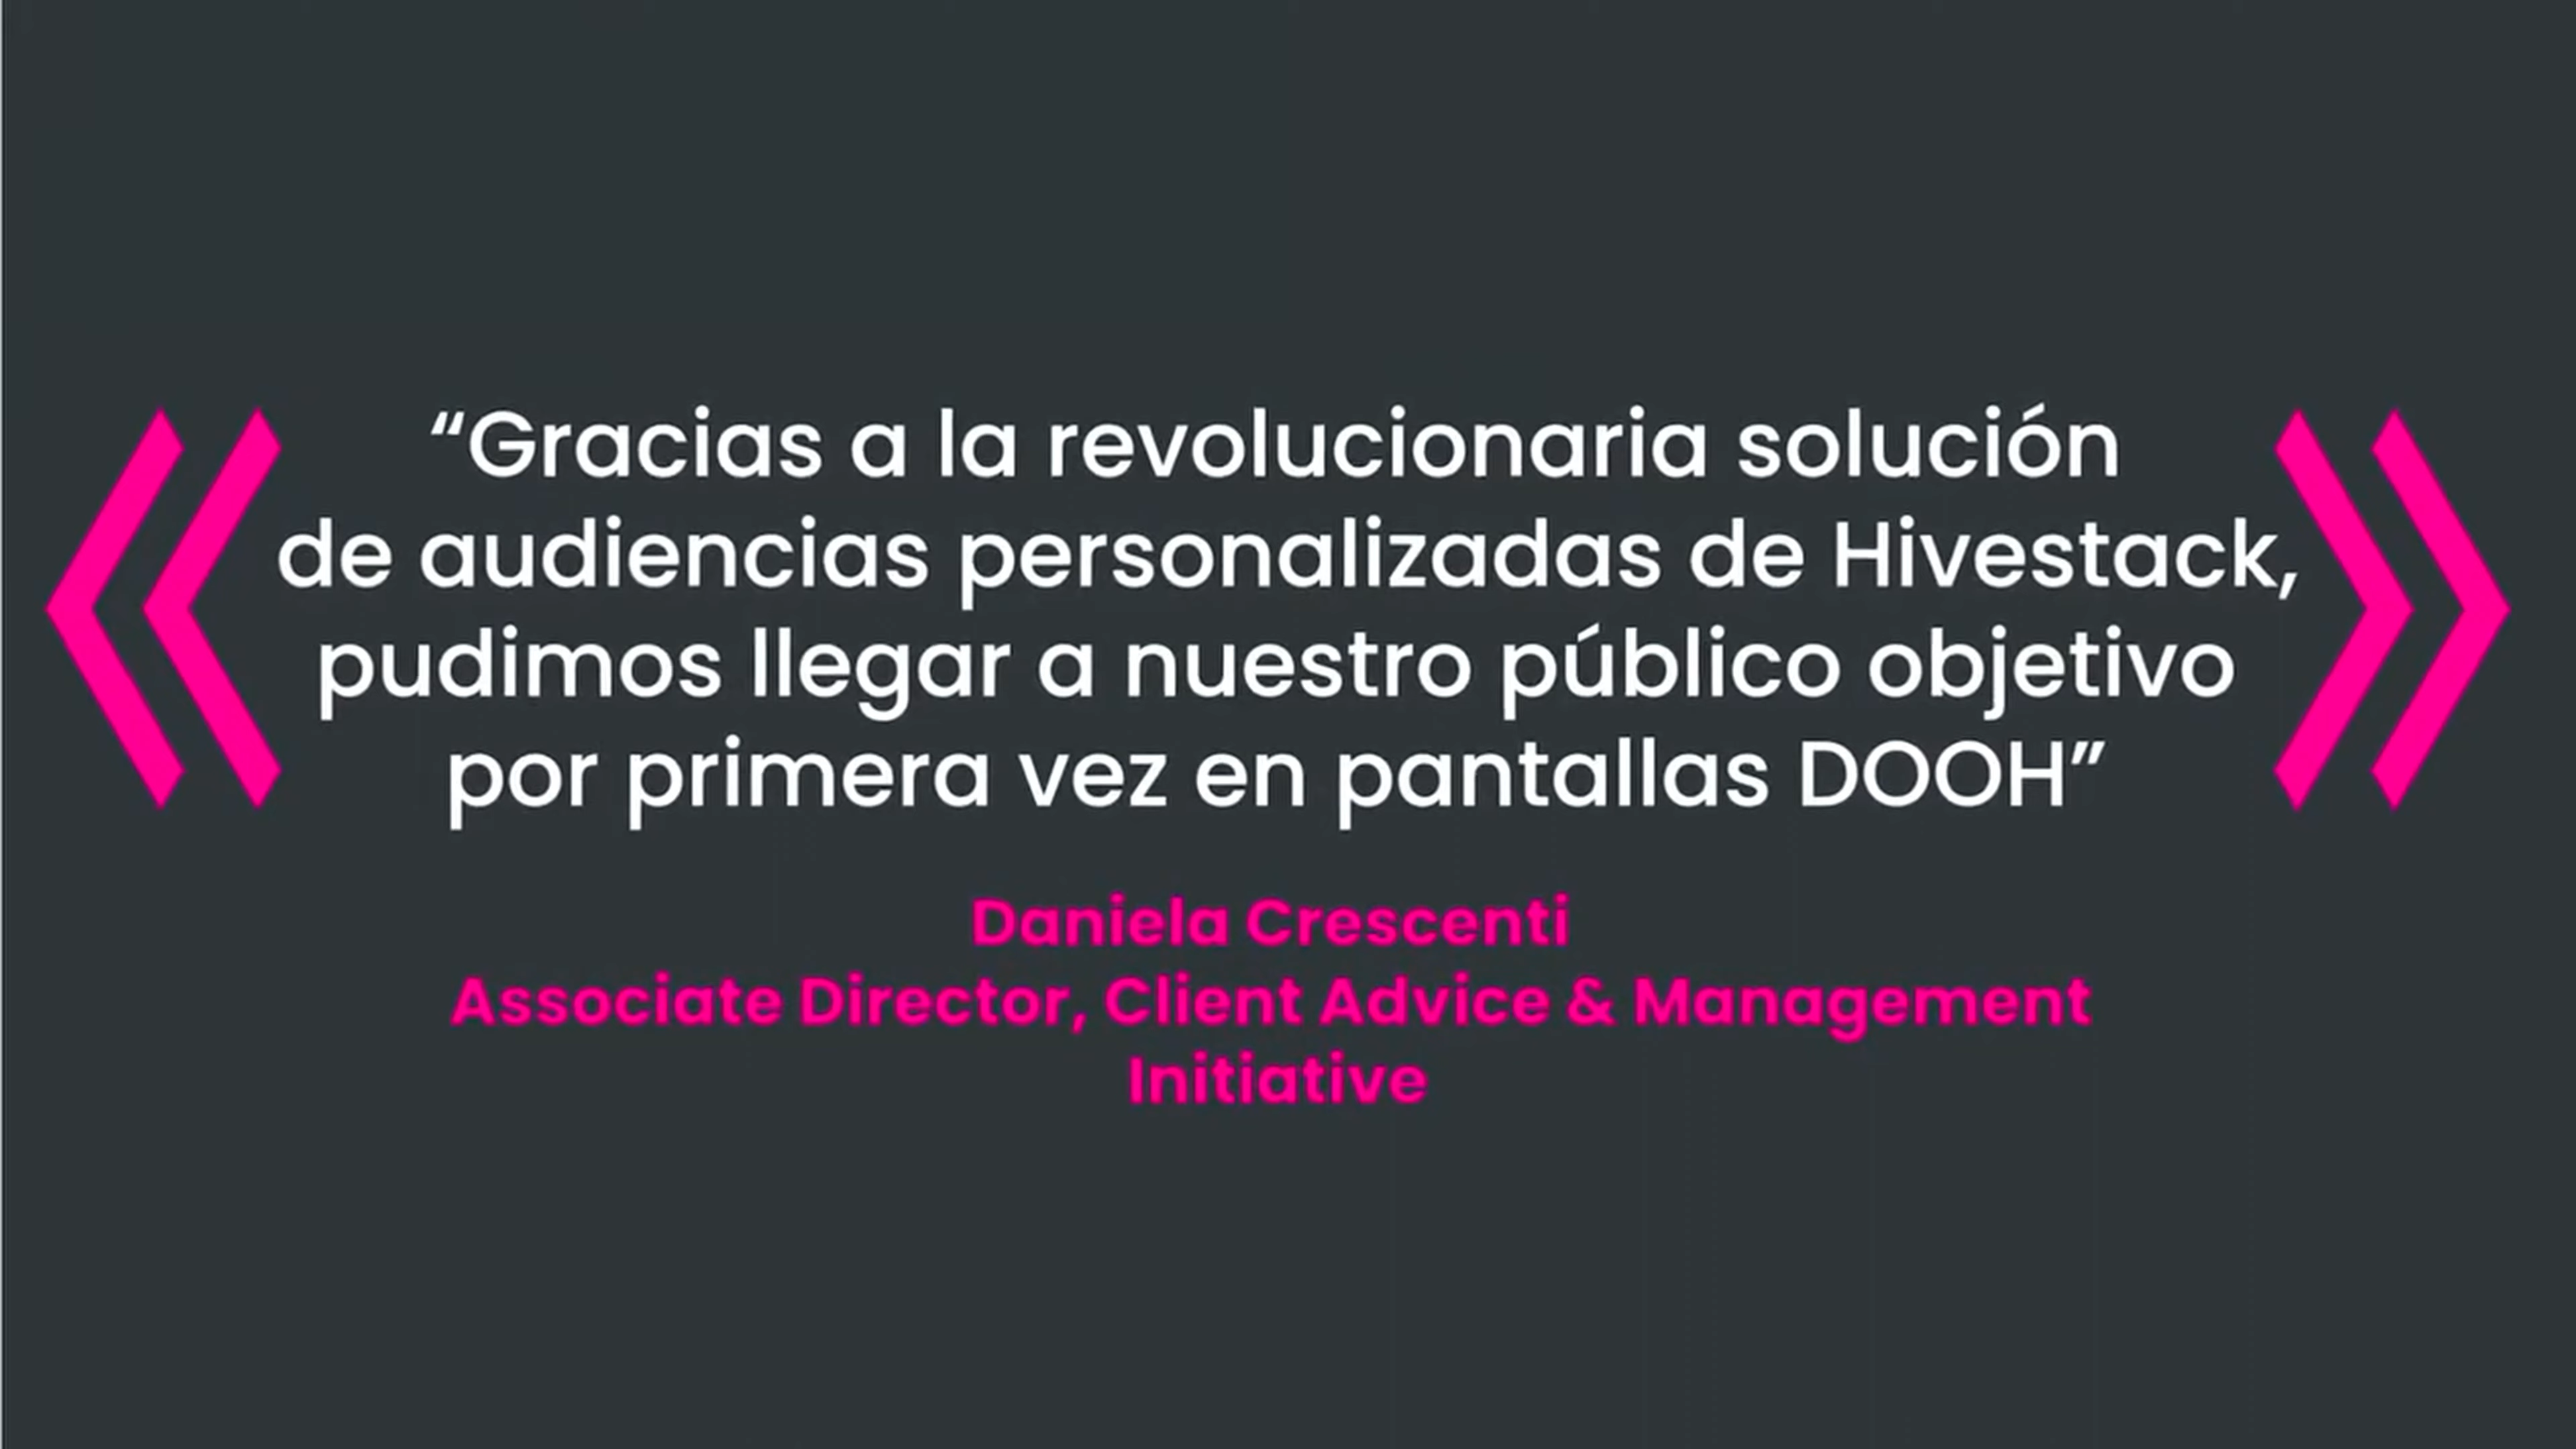 “Gracias a la revolucionaria solución
de audiencias personalizadas de Hivestack,
pudimos llegar a nuestro público objetivo
por primera vez en pantallas DOOH”
Daniela Crescenti
Associate Director, Client Advice & Management
Initiative